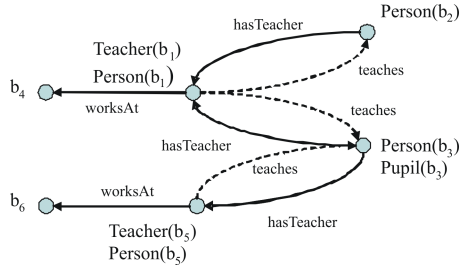 Person(b₂)
hasTeacher
Teacher(b₁)
Person(b₁)
teaches
b₄
worksAt
teaches
hasTeacher
Person(b₃)
Pupil(b₃)
teaches
b₆
worksAt
hasTeacher
Teacher(b₅)
Person(b₅)